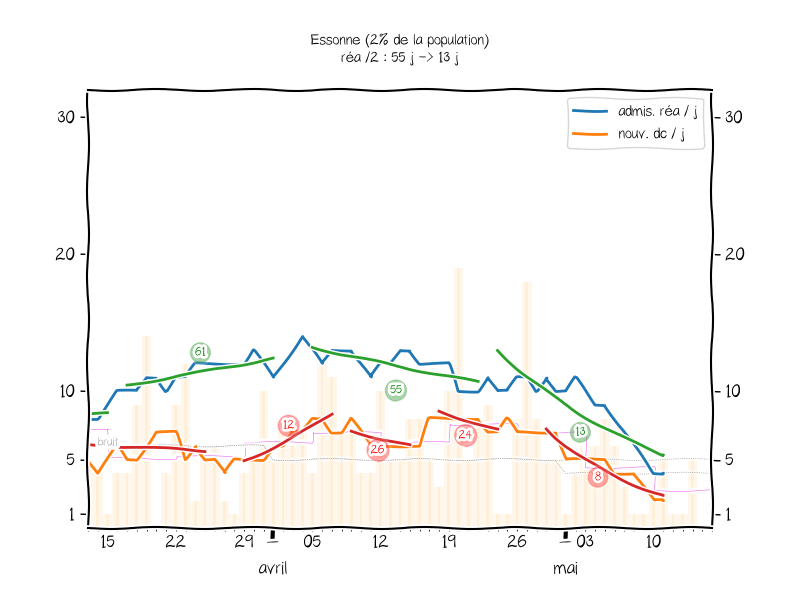 Essonne (2% de la population)
réa /2 : 55 j -> 13 j
admis. réa / j
nouv. dc / j
30 30
20 20
10 10
5 5
1 1
61
55
13
12
26
24
8
bruit
15 22 29 05 12 19 26 03 10
avril mai